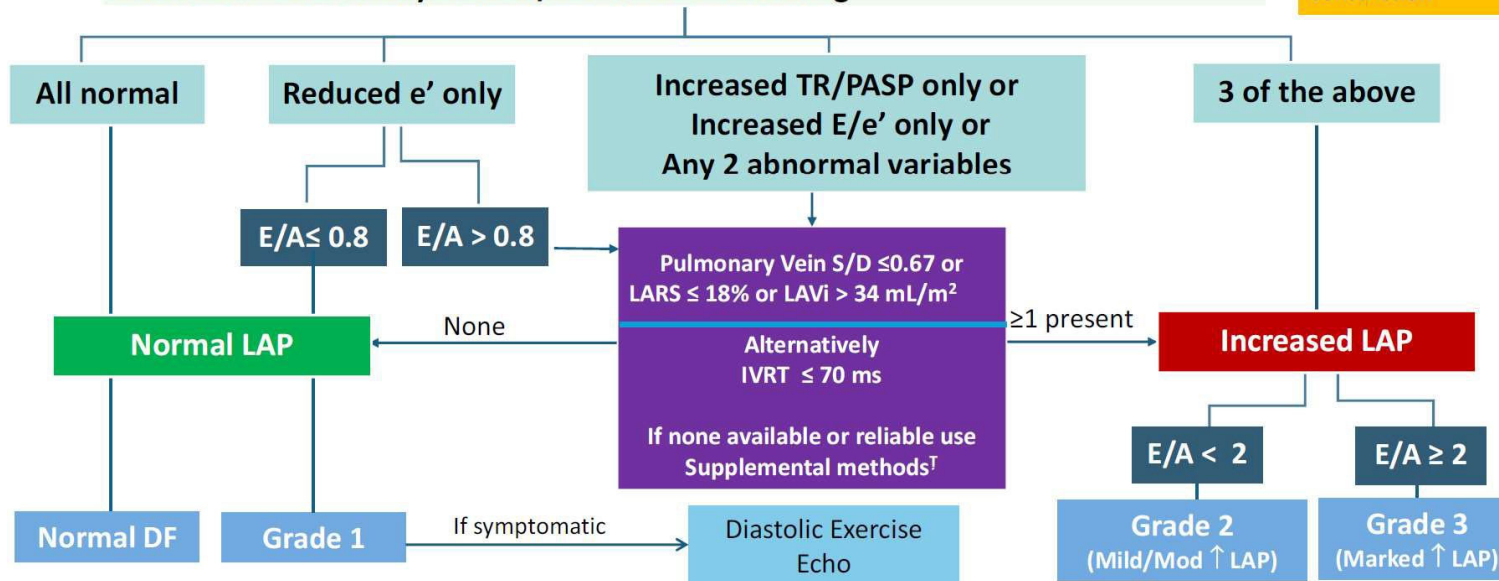 All normal
Reduced e' only
Increased TR/PASP only or
Increased E/e' only or
Any 2 abnormal variables
3 of the above
E/A≤ 0.8
E/A > 0.8
Pulmonary Vein S/D ≤0.67 or
LARS ≤ 18% or LAVi > 34 mL/m²
Alternatively
IVRT ≤ 70 ms
If none available or reliable use
Supplemental methodsꚌ
None
≥1 present
Normal LAP
Increased LAP
E/A < 2
E/A ≥ 2
Normal DF
Grade 1
If symptomatic
Diastolic Exercise
Echo
Grade 2
(Mild/Mod ↑ LAP)
Grade 3
(Marked ↑ LAP)